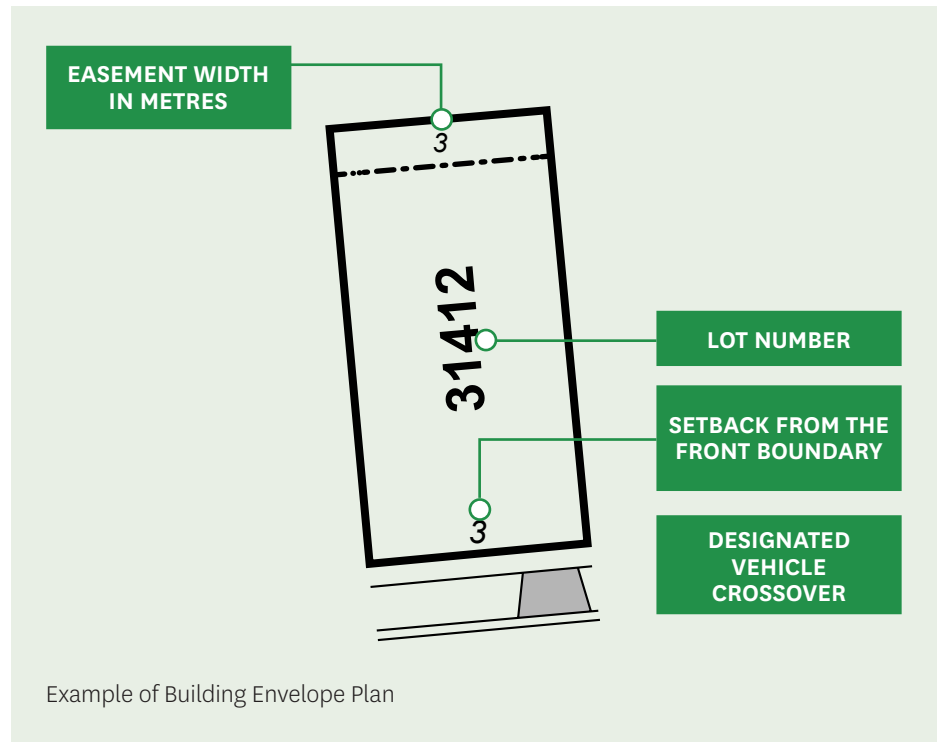 EASEMENT WIDTH
IN METRES
3
31412
LOT NUMBER
SETBACK FROM THE
FRONT BOUNDARY
3
DESIGNATED
VEHICLE
CROSSOVER
Example of Building Envelope Plan